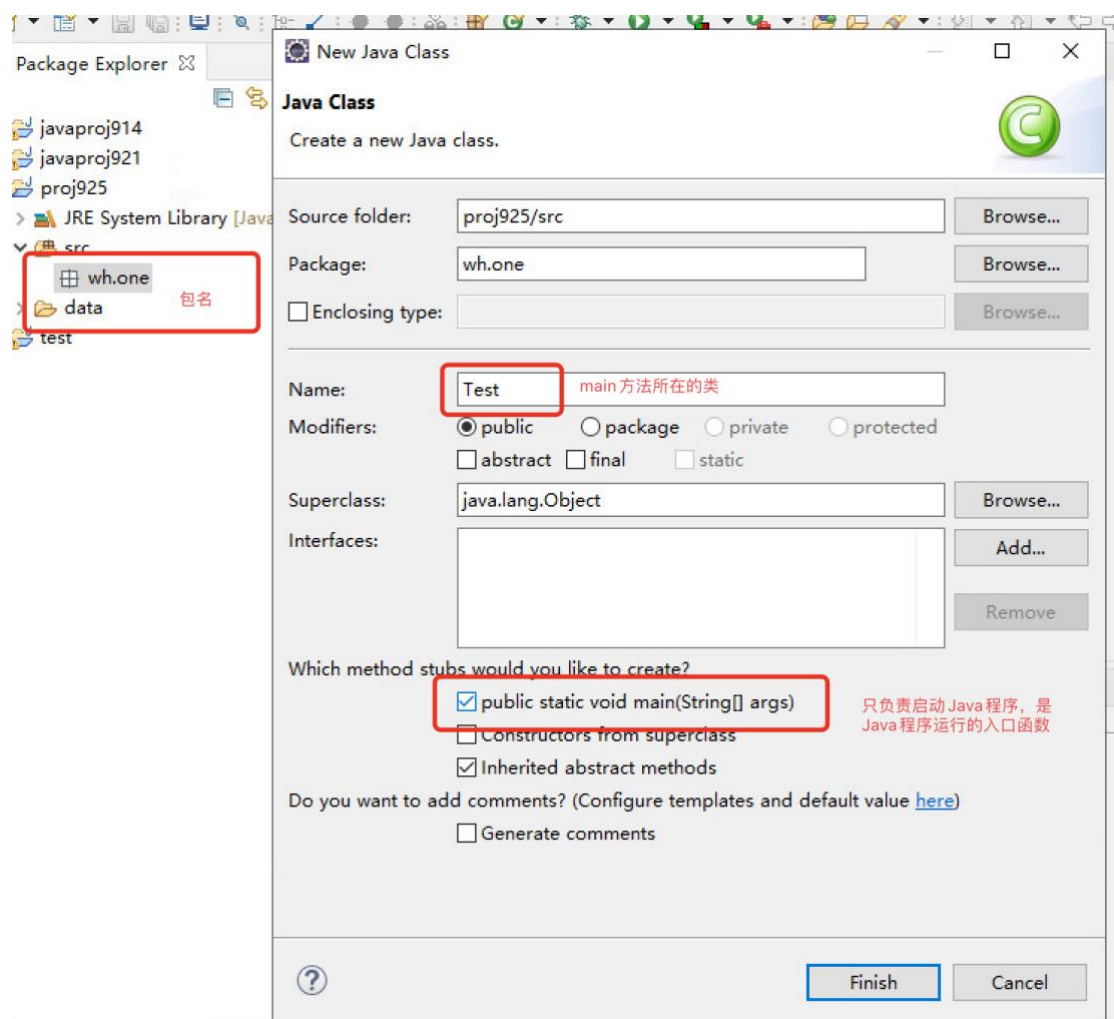 Package Explorer
javaproj914
javaproj921
proj925
JRE System Library [Java
src
wh.one
包名
data
test
New Java Class
Java Class
Create a new Java class.
Source folder: proj925/src Browse...
Package: wh.one Browse...
Enclosing type: Browse...
Name: Test main方法所在的类
Modifiers: public package private protected
abstract final static
Superclass: java.lang.Object Browse...
Interfaces: Add...
Remove
Which method stubs would you like to create?
public static void main(String[] args)
只负责启动Java程序，是
Java程序运行的入口函数
Constructors from superclass
Inherited abstract methods
Do you want to add comments? (Configure templates and default value here)
Generate comments
Finish Cancel